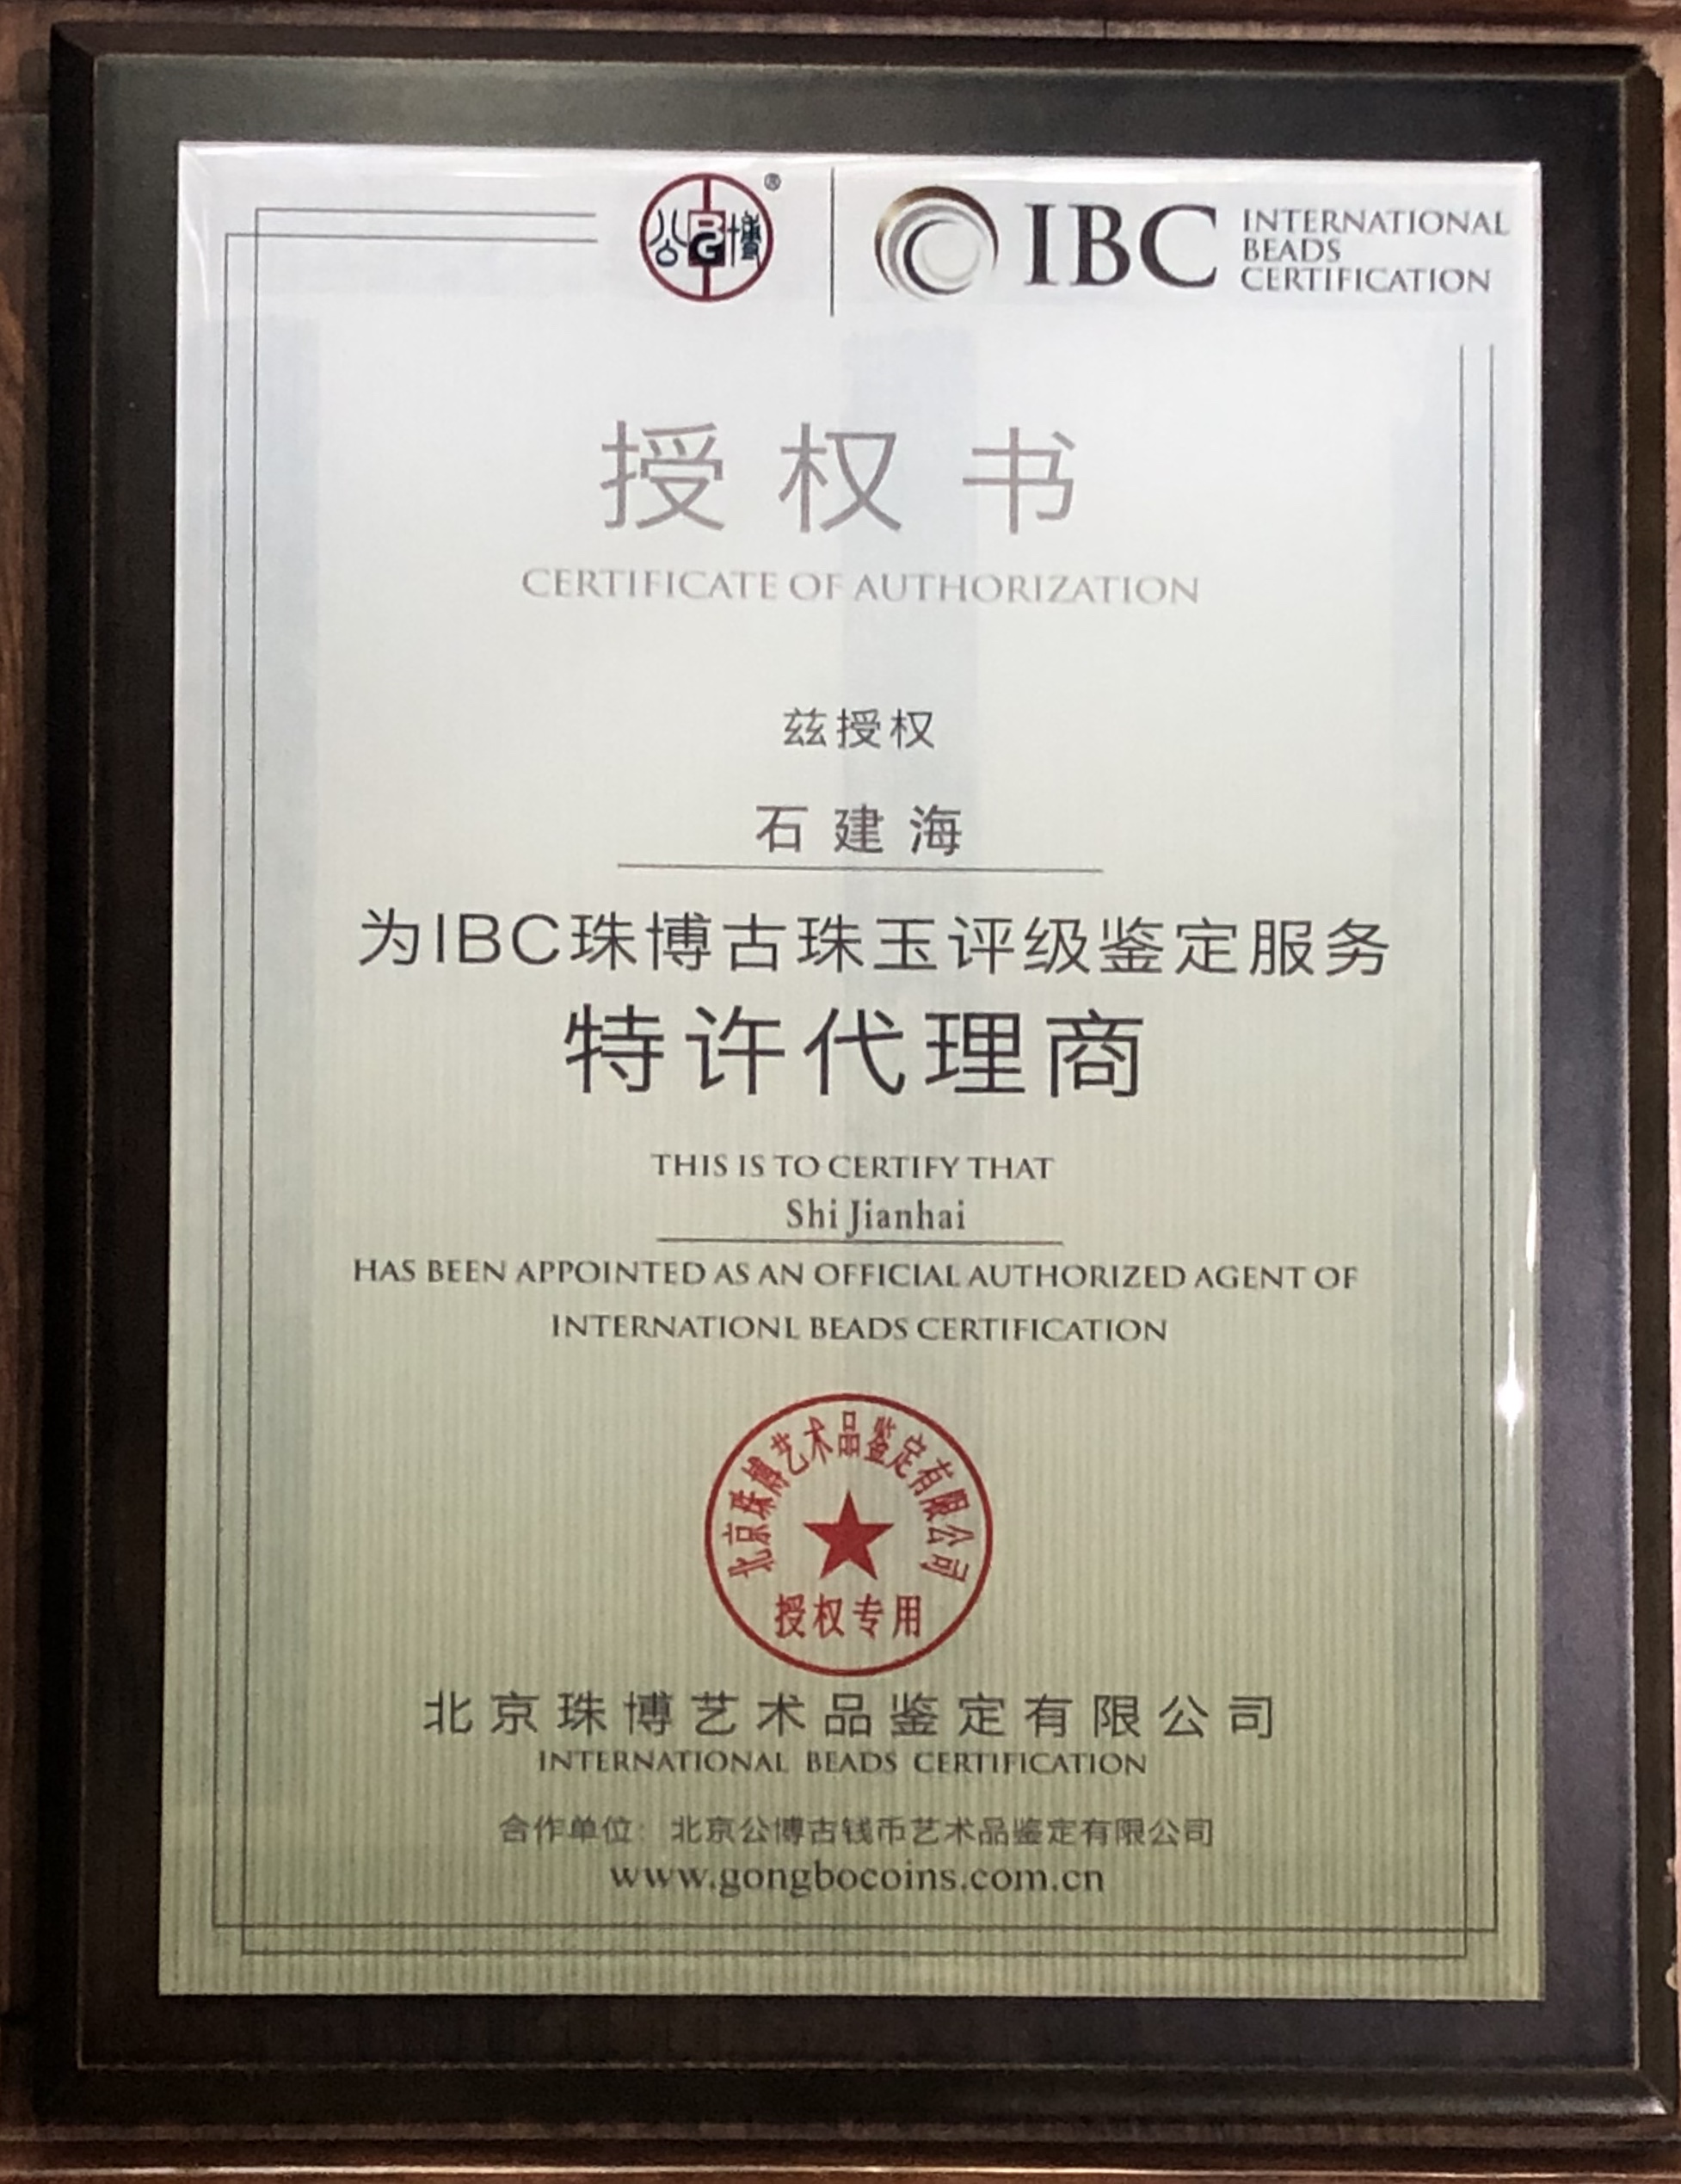 公博
BG
®
IBC
INTERNATIONAL
BEADS
CERTIFICATION
授权书
CERTIFICATE OF AUTHORIZATION
兹授权
石建海
为IBC珠博古珠玉评级鉴定服务
特许代理商
THIS IS TO CERTIFY THAT
Shi Jianhai
HAS BEEN APPOINTED AS AN OFFICIAL AUTHORIZED AGENT OF
INTERNATIONL BEADS CERTIFICATION
北京珠博艺术品鉴定有限公司
授权专用
北京珠博艺术品鉴定有限公司
INTERNATIONAL BEADS CERTIFICATION
合作单位：北京公博古钱币艺术品鉴定有限公司
www.gongbocoins.com.cn